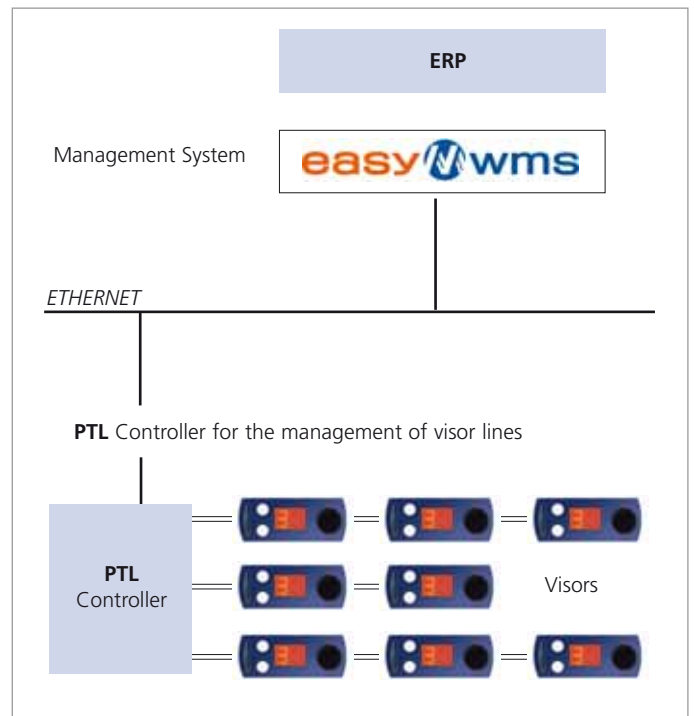 ERP
Management System
easy wms
ETHERNET
PTL Controller for the management of visor lines
PTL
Controller
Visors